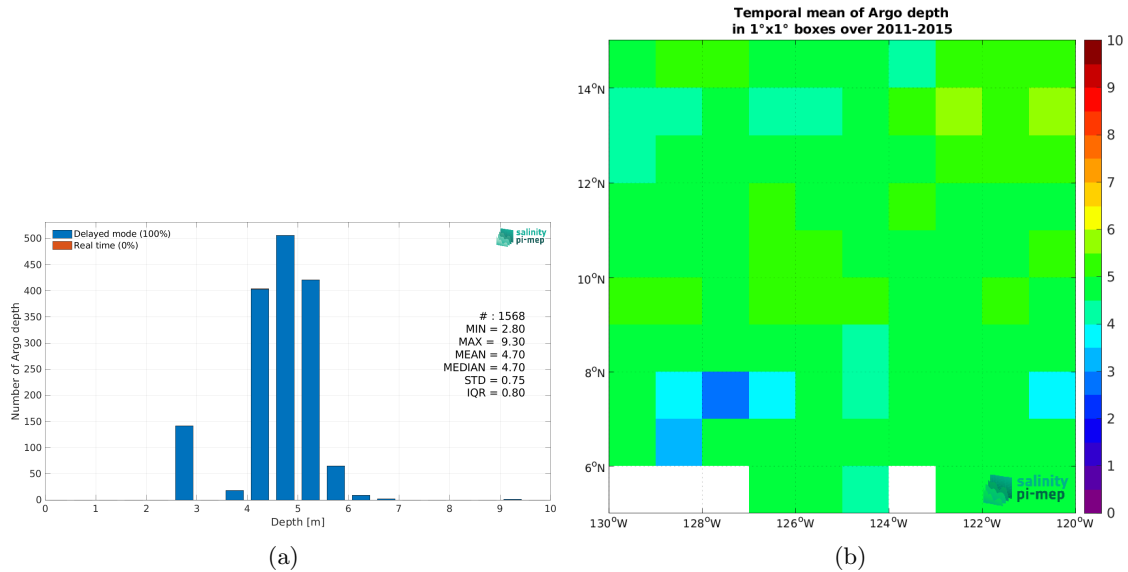 Delayed mode (100%)
Real time (0%)
salinity
pi-mep
Number of Argo depth
500
450
400
350
300
250
200
150
100
50
0
# : 1568
MIN = 2.80
MAX = 9.30
MEAN = 4.70
MEDIAN = 4.70
STD = 0.75
IQR = 0.80
0 1 2 3 4 5 6 7 8 9 10
Depth [m]
(a)
Temporal mean of Argo depth
in 1°x1° boxes over 2011-2015
14°N
12°N
10°N
8°N
6°N
130°W 128°W 126°W 124°W 122°W 120°W
salinity
pi-mep
10
9
8
7
6
5
4
3
2
1
0
(b)